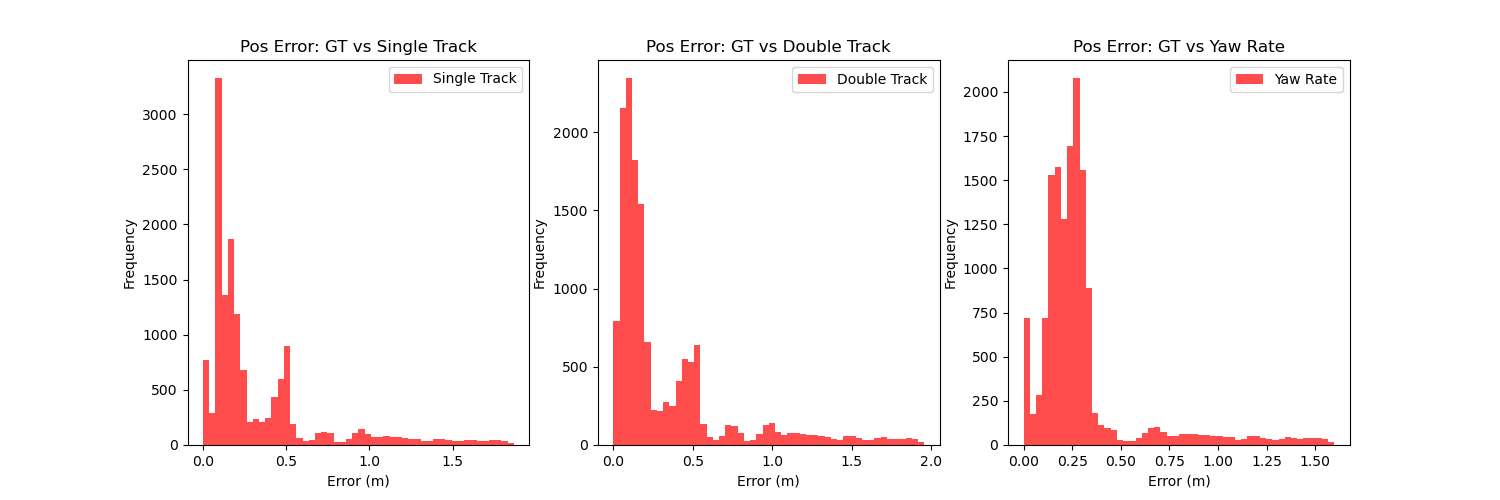 Pos Error: GT vs Single Track
Single Track
3000
2500
2000
1500
1000
500
0
Frequency
0.0 0.5 1.0 1.5
Error (m)
Pos Error: GT vs Double Track
Double Track
2000
1500
1000
500
0
Frequency
0.0 0.5 1.0 1.5 2.0
Error (m)
Pos Error: GT vs Yaw Rate
Yaw Rate
2000
1750
1500
1250
1000
750
500
250
0
Frequency
0.00 0.25 0.50 0.75 1.00 1.25 1.50
Error (m)